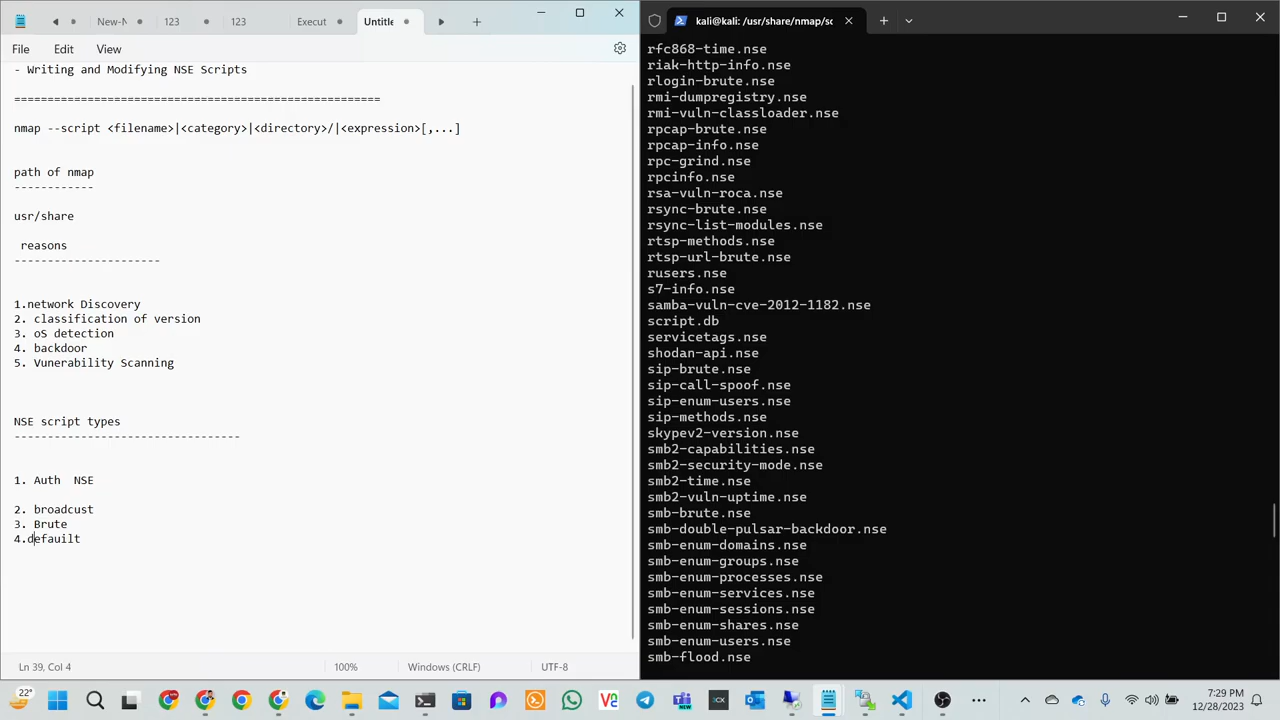 New-N
123
123
Execut
Untitle
File
Edit
View
- Writing and Modifying NSE Scripts
=======================================================
nmap --script <filename>|<category>|<directory>/|<expression>[,...]
path of nmap
------------
usr/share
reasons
----------------------
1.network Discovery
2. classification of version
3. oS detection
4. backdoor
5. Vunerability Scanning
NSE script types
----------------------------------
1. Auth  NSE
2. broadcust
3. Brute
4.defauilt
Ln 39, Col 4
100%
Windows (CRLF)
UTF-8
kali@kali: /usr/share/nmap/sc
rfc868-time.nse
riak-http-info.nse
rlogin-brute.nse
rmi-dumpregistry.nse
rmi-vuln-classloader.nse
rpcap-brute.nse
rpcap-info.nse
rpc-grind.nse
rpcinfo.nse
rsa-vuln-roca.nse
rsync-brute.nse
rsync-list-modules.nse
rtsp-methods.nse
rtsp-url-brute.nse
rusers.nse
s7-info.nse
samba-vuln-cve-2012-1182.nse
script.db
servicetags.nse
shodan-api.nse
sip-brute.nse
sip-call-spoof.nse
sip-enum-users.nse
sip-methods.nse
skypev2-version.nse
smb2-capabilities.nse
smb2-security-mode.nse
smb2-time.nse
smb2-vuln-uptime.nse
smb-brute.nse
smb-double-pulsar-backdoor.nse
smb-enum-domains.nse
smb-enum-groups.nse
smb-enum-processes.nse
smb-enum-services.nse
smb-enum-sessions.nse
smb-enum-shares.nse
smb-enum-users.nse
smb-flood.nse
22°
NEW
7:29 PM
12/28/2023